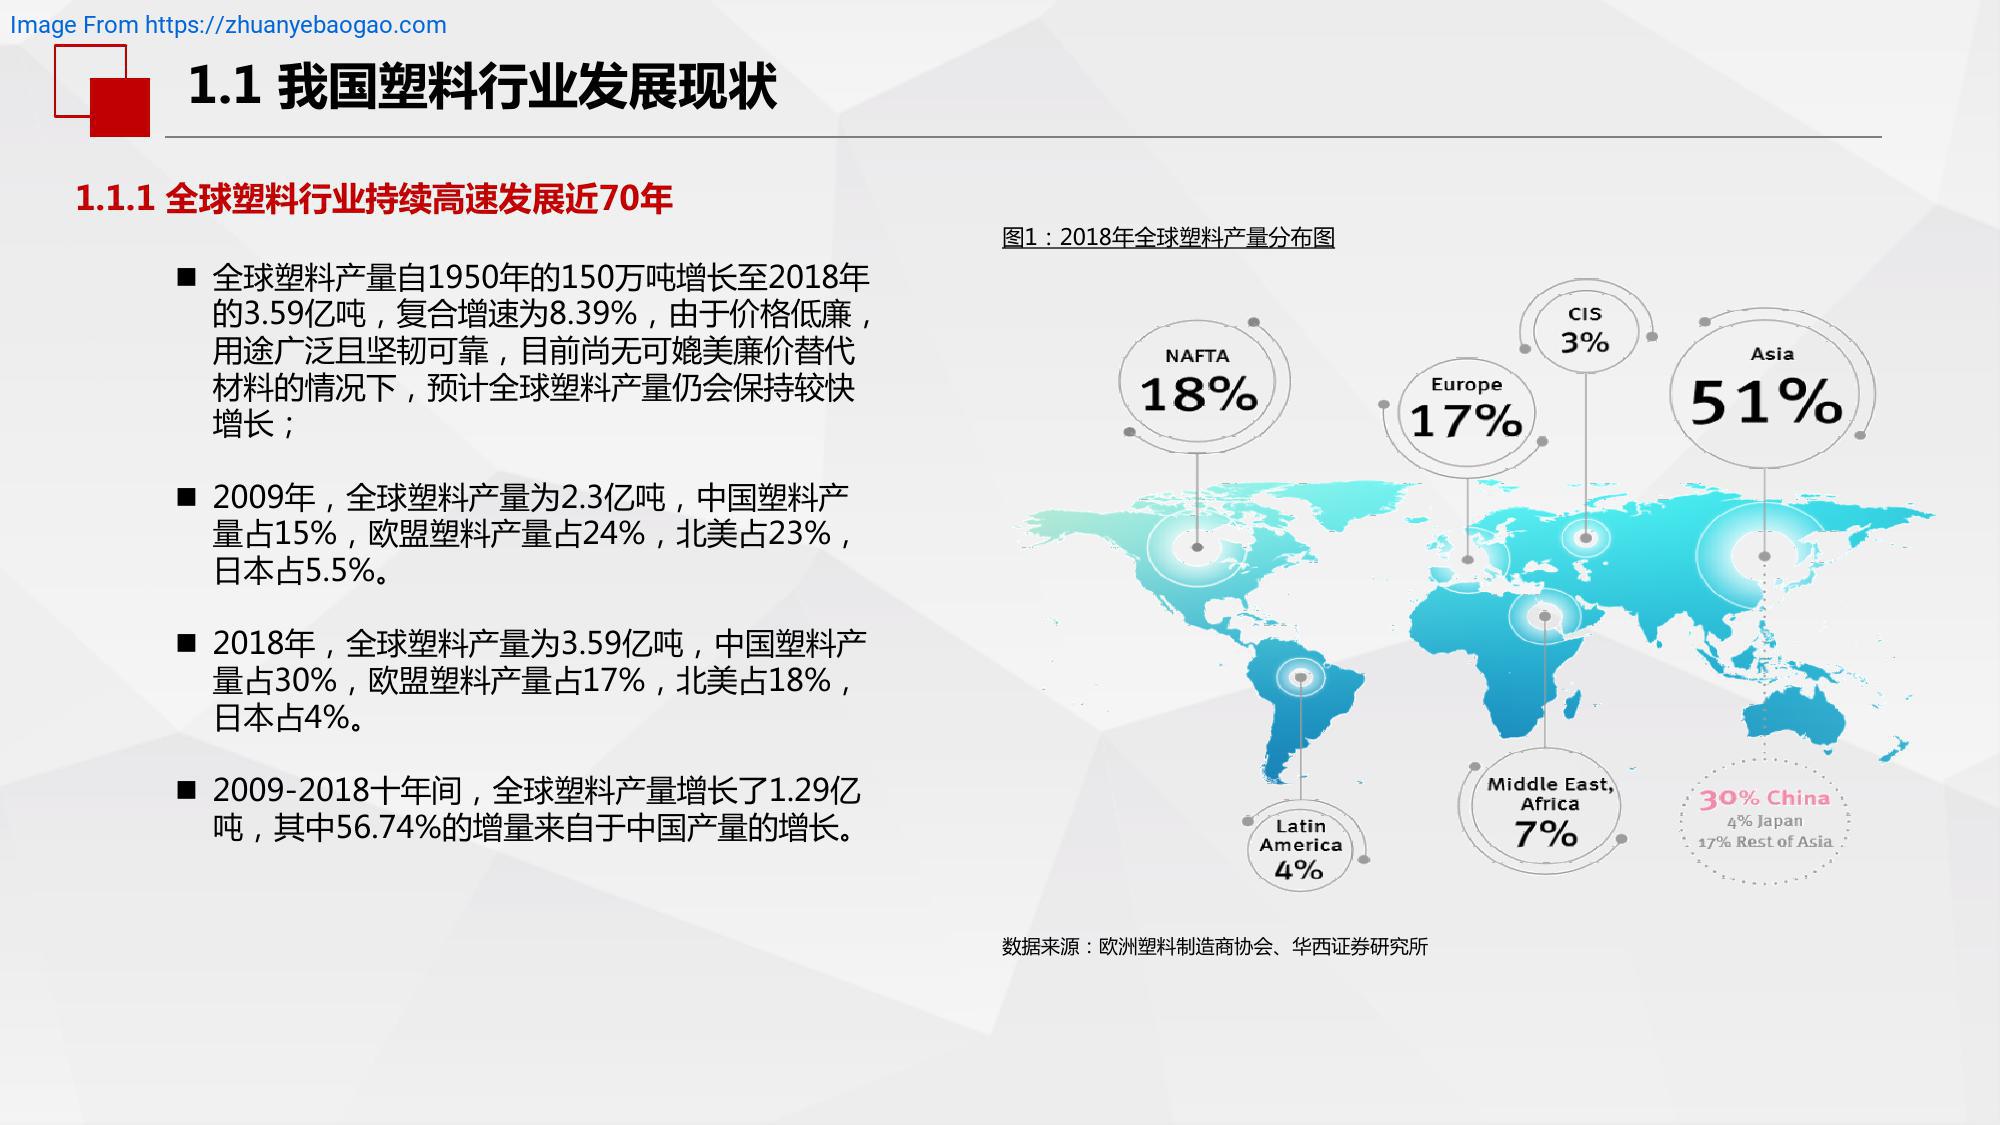 Image From https://zhuanyebaogao.com
1.1 我国塑料行业发展现状
1.1.1 全球塑料行业持续高速发展近70年
■ 全球塑料产量自1950年的150万吨增长至2018年
的3.59亿吨，复合增速为8.39%，由于价格低廉，
用途广泛且坚韧可靠，目前尚无可媲美廉价替代
材料的情况下，预计全球塑料产量仍会保持较快
增长；
■ 2009年，全球塑料产量为2.3亿吨，中国塑料产
量占15%，欧盟塑料产量占24%，北美占23%，
日本占5.5%。
■ 2018年，全球塑料产量为3.59亿吨，中国塑料产
量占30%，欧盟塑料产量占17%，北美占18%，
日本占4%。
■ 2009-2018十年间，全球塑料产量增长了1.29亿
吨，其中56.74%的增量来自于中国产量的增长。
图1：2018年全球塑料产量分布图
NAFTA
18%
Europe
17%
CIS
3%
Asia
51%
Latin
America
4%
Middle East,
Africa
7%
30% China
4% Japan
17% Rest of Asia
数据来源：欧洲塑料制造商协会、华西证券研究所